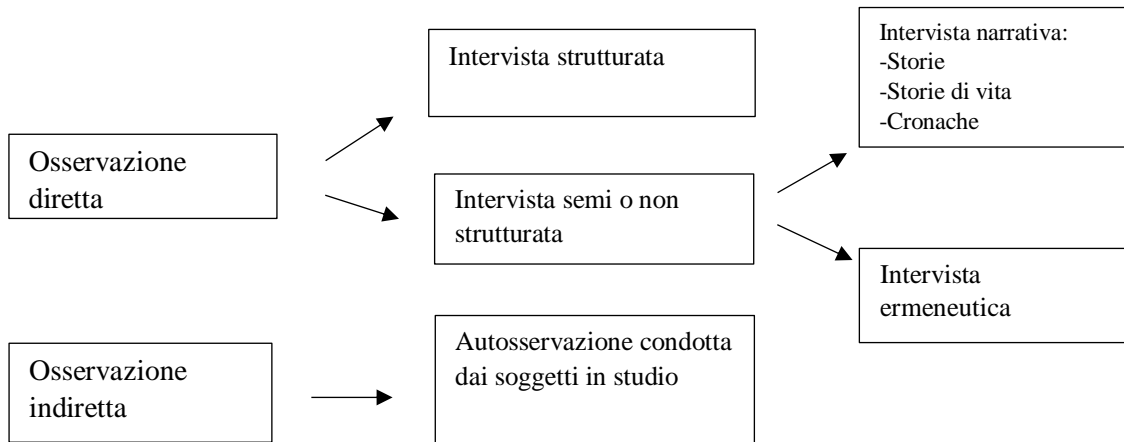 Osservazione
diretta
Intervista strutturata
Intervista semi o non
strutturata
Intervista narrativa:
-Storie
-Storie di vita
-Cronache
Intervista
ermeneutica
Osservazione
indiretta
Autosservazione condotta
dai soggetti in studio